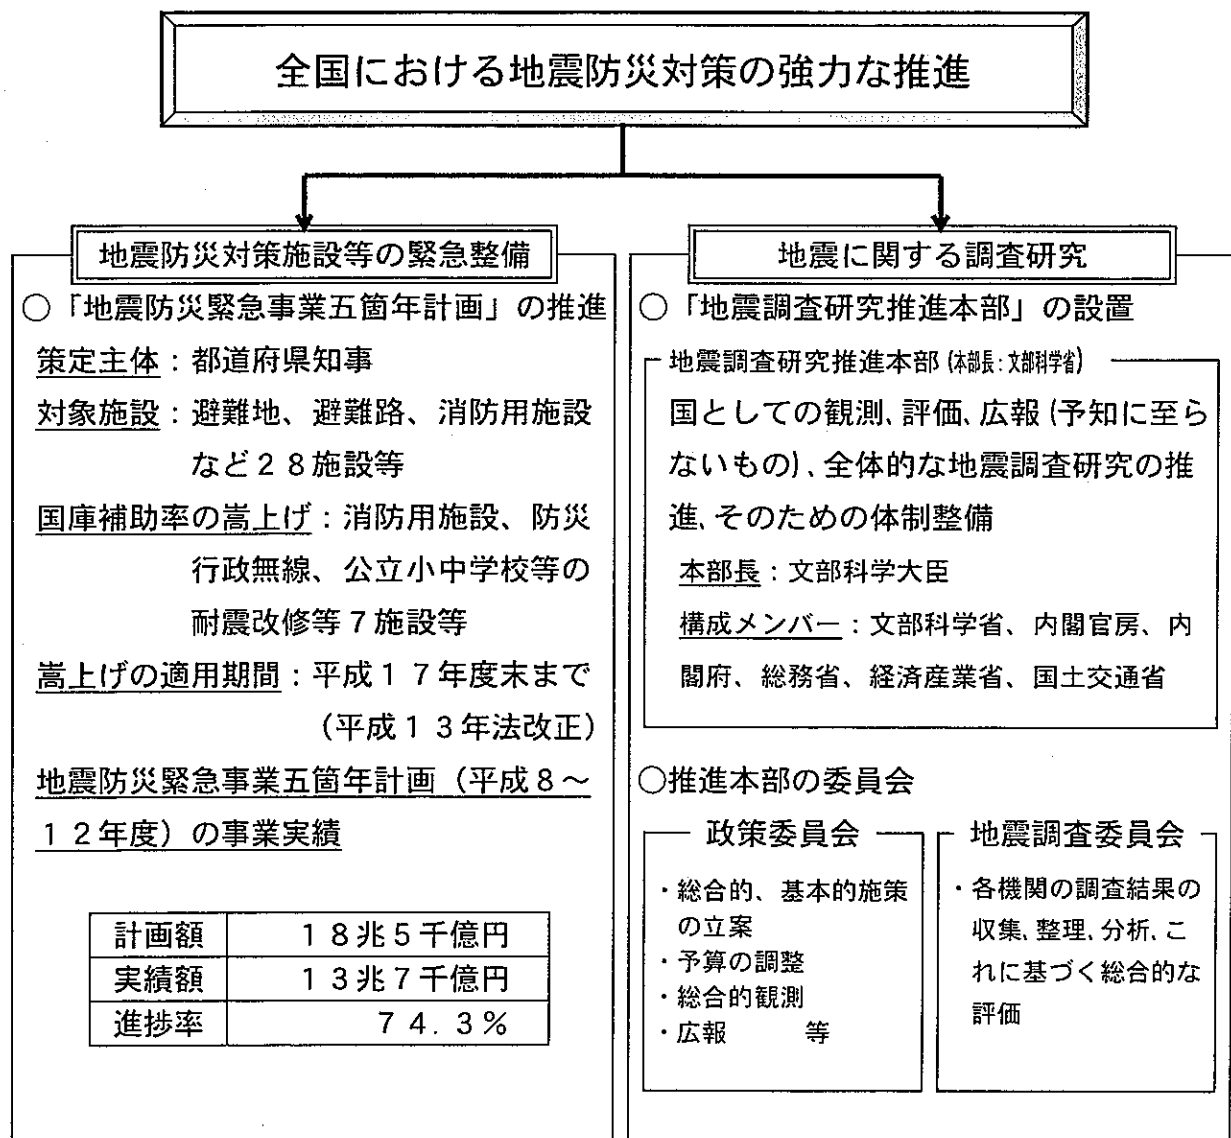 全国における地震防災対策の強力な推進
地震防災対策施設等の緊急整備
○「地震防災緊急事業五箇年計画」の推進
策定主体：都道府県知事
対象施設：避難地、避難路、消防用施設
など２８施設等
国庫補助率の嵩上げ：消防用施設、防災
行政無線、公立小中学校等の
耐震改修等７施設等
嵩上げの適用期間：平成１７年度末まで
（平成１３年法改正）
地震防災緊急事業五箇年計画（平成８～
１２年度）の事業実績
計画額 １８兆５千億円
実績額 １３兆７千億円
進捗率 ７４．３％
地震に関する調査研究
○「地震調査研究推進本部」の設置
地震調査研究推進本部（本部長：文部科学省）
国としての観測、評価、広報（予知に至ら
ないもの）、全体的な地震調査研究の推
進、そのための体制整備
本部長：文部科学大臣
構成メンバー：文部科学省、内閣官房、内
閣府、総務省、経済産業省、国土交通省
○推進本部の委員会
政策委員会
・総合的、基本的施策
の立案
・予算の調整
・総合的観測
・広報　　　等
地震調査委員会
・各機関の調査結果の
収集、整理、分析、こ
れに基づく総合的な
評価